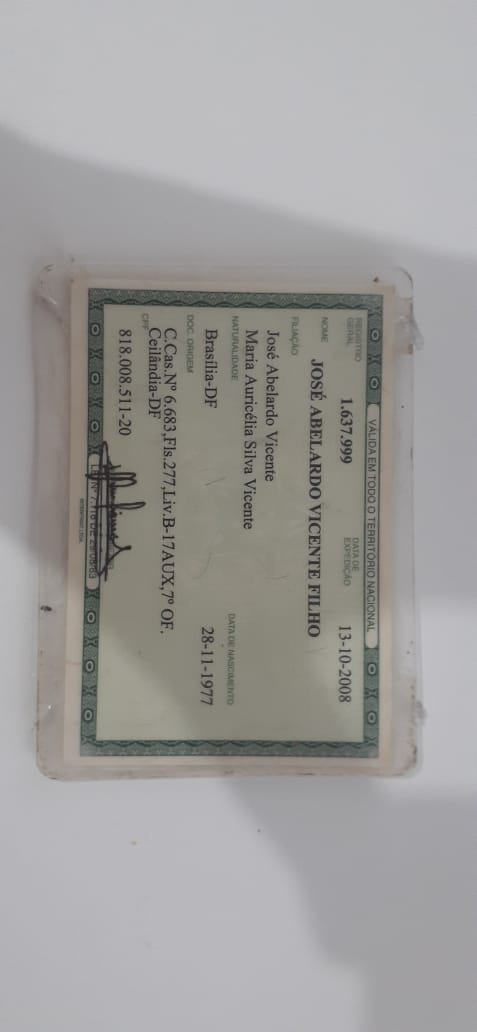 VÁLIDA EM TODO O TERRITÓRIO NACIONAL
REGISTRO GERAL 1.637.999 DATA DE EXPEDIÇÃO 13-10-2008
NOME JOSÉ ABELARDO VICENTE FILHO
FILIAÇÃO
José Abelardo Vicente
Maria Auricélia Silva Vicente
NATURALIDADE DATA DE NASCIMENTO
Brasília-DF 28-11-1977
DOC. ORIGEM
C.Cas.Nº 6.683,Fls.277,Liv.B-17AUX,7º OF.
Ceilândia-DF
CPF
818.008.511-20
LEI Nº 7.116 DE 29/08/83